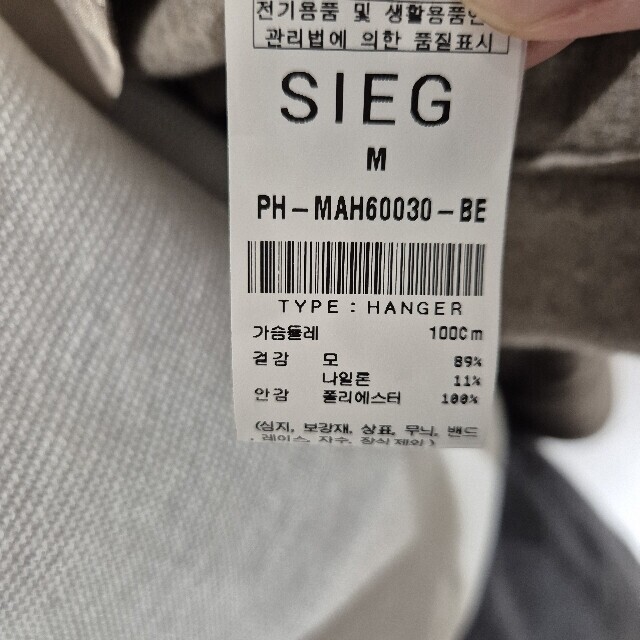 전기용품 및 생활용품안
관리법에 의한 품질표시
SIEG
M
PH-MAH60030-BE
TYPE : HANGER
가슴둘레 100Cm
겉감 모 89%
나일론 11%
안감 폴리에스터 100%
(심지, 보강재, 상표, 무늬, 밴드
, 레이스, 자수, 장식 제외)